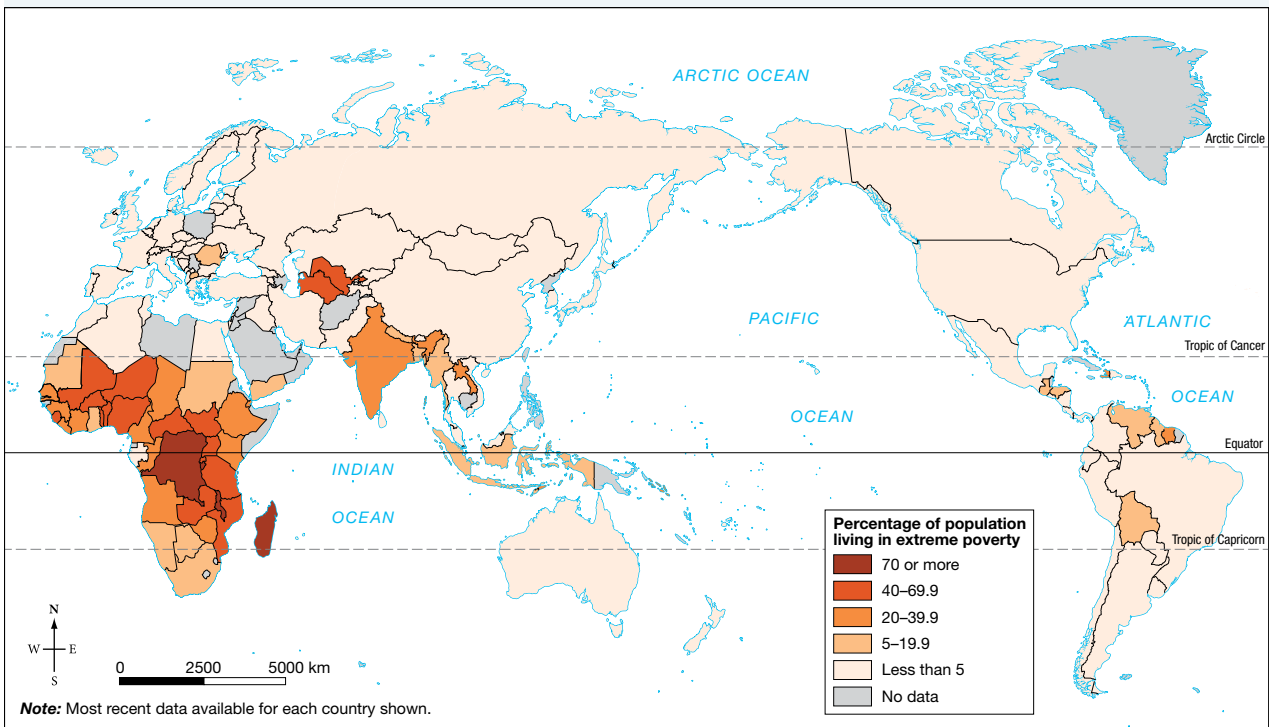 ARCTIC OCEAN
Arctic Circle
PACIFIC
ATLANTIC
Tropic of Cancer
OCEAN
OCEAN
Equator
INDIAN
OCEAN
Tropic of Capricorn
Percentage of population
living in extreme poverty
70 or more
40–69.9
20–39.9
5–19.9
Less than 5
No data
N
W E
S
0 2500 5000 km
Note: Most recent data available for each country shown.